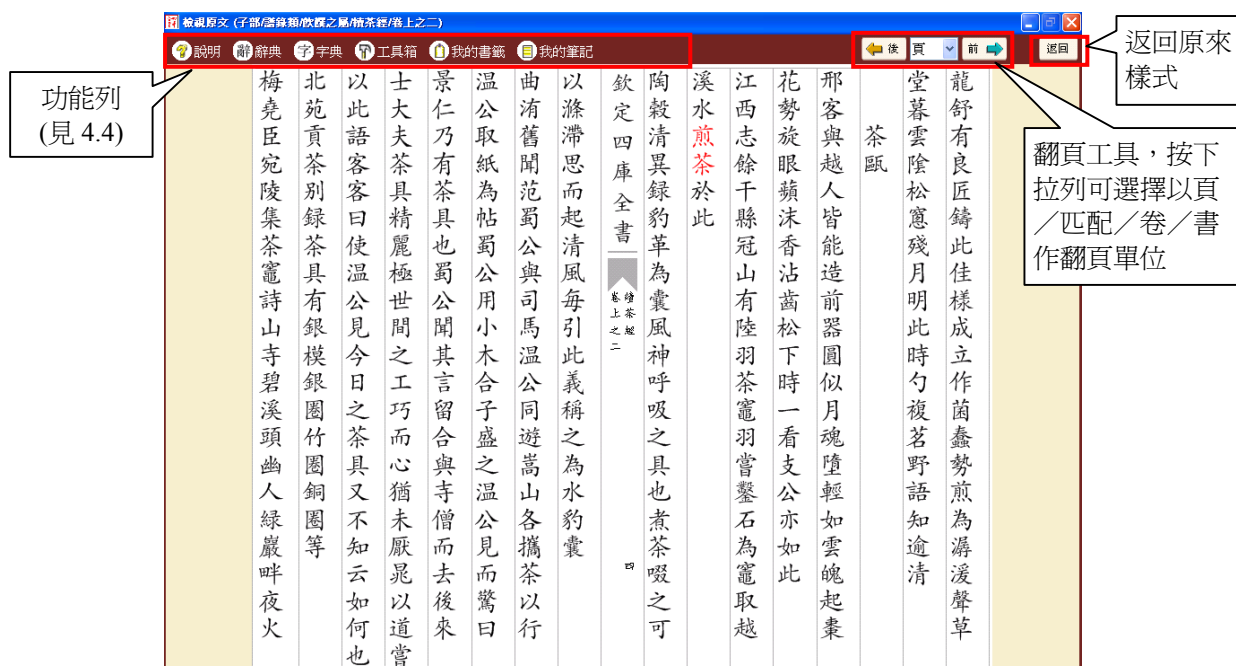 檢視原文 (子部/譜錄類/飲饌之屬/續茶經/卷上之二)
說明 辭典 字典 工具箱 我的書籤 我的筆記
後 頁 前
返回
返回原來
樣式
功能列
(見 4.4)
翻頁工具，按下
拉列可選擇以頁
／匹配／卷／書
作翻頁單位
龍舒有良匠鑄此佳樣成立作菌蠢勢煎為潺湲聲草
堂暮雲陰松窻殘月明此時勺複茗野語知逾清
茶甌
邢客與越人皆能造前器圓似月魂墮輕如雲魄起棗
花勢旋眼蘋沫香沾齒松下時一看支公亦如此
江西志餘干縣冠山有陸羽茶竈羽嘗鑿石為竈取越
溪水煎茶於此
陶穀清異録豹革為囊風神呼吸之具也煮茶啜之可
欽定四庫全書
續茶經
卷上之二
四
以滌滯思而起清風每引此義稱之為水豹囊
曲洧舊聞范蜀公與司馬温公同遊嵩山各攜茶以行
温公取紙為帖蜀公用小木合子盛之温公見而驚曰
景仁乃有茶具也蜀公聞其言留合與寺僧而去後來
士大夫茶具精麗極世間之工巧而心猶未厭晁以道嘗
以此語客客曰使温公見今日之茶具又不知云如何也
北苑貢茶别録茶具有銀模銀圈竹圈銅圈等
梅堯臣宛陵集茶竈詩山寺碧溪頭幽人緑巖畔夜火